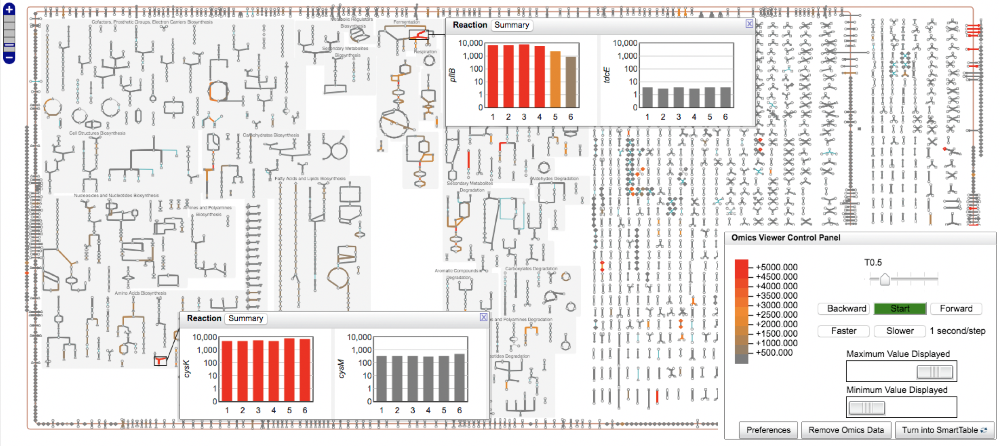 +
−
Cofactors, Prosthetic Groups, Electron Carriers Biosynthesis
Metabolic Regulators
Biosynthesis
Secondary Metabolites
Biosynthesis
Fermentation
Respiration
Cell Structures Biosynthesis
Carbohydrates Biosynthesis
Fatty Acids and Lipids Biosynthesis
Nucleosides and Nucleotides Biosynthesis
Amines and Polyamines
Biosynthesis
Amino Acids Biosynthesis
Reaction Summary X
pflB
10,000
1,000
100
10
1
0
1 2 3 4 5 6
tdcE
10,000
1,000
100
10
1
0
1 2 3 4 5 6
Aldehydes Degradation
Secondary Metabolites
Degradation
Aromatic Compounds
Degradation
Carboxylates Degradation
s and Polyamines Degradation
otides Degradation
Reaction Summary X
cysK
10,000
1,000
100
10
1
0
1 2 3 4 5 6
cysM
10,000
1,000
100
10
1
0
1 2 3 4 5 6
Omics Viewer Control Panel
+5000.000
+4500.000
+4000.000
+3500.000
+3000.000
+2500.000
+2000.000
+1500.000
+1000.000
+500.000
T0.5
Backward Start Forward
Faster Slower 1 second/step
Maximum Value Displayed
Minimum Value Displayed
Preferences Remove Omics Data Turn into SmartTable